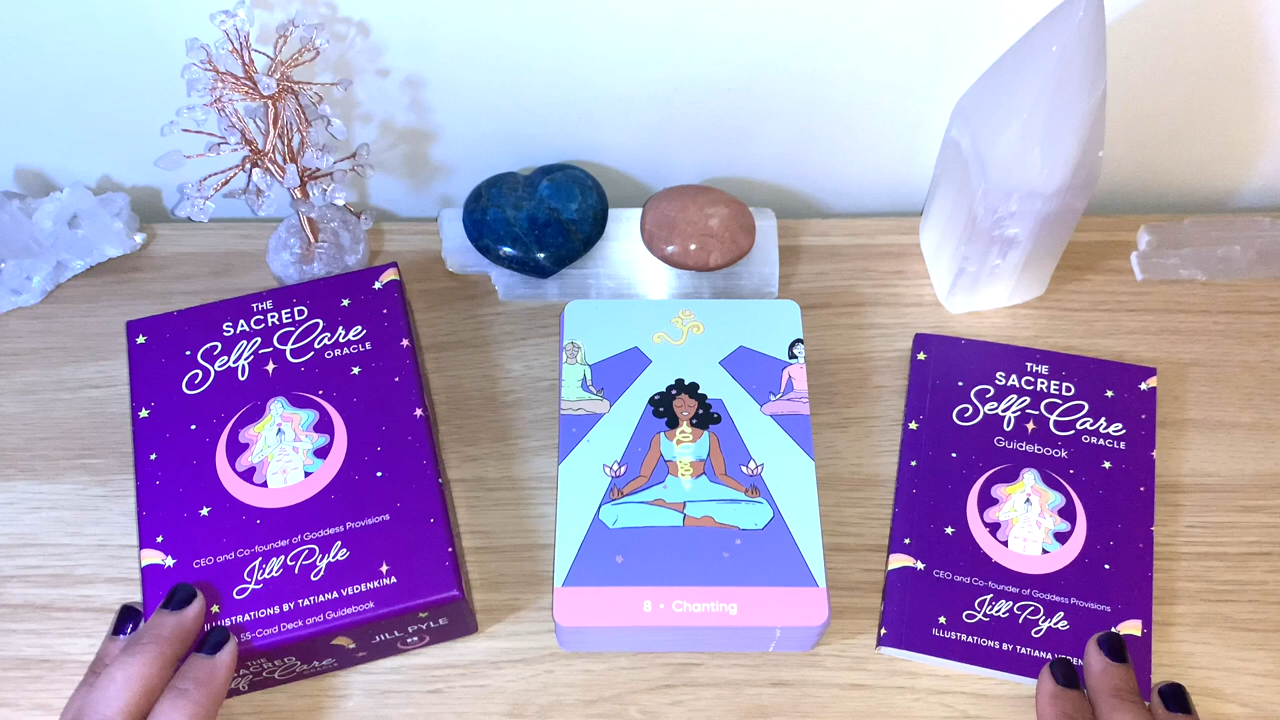 THE
SACRED
Self-Care
ORACLE
CEO and Co-founder of Goddess Provisions
Jill Pyle
ILLUSTRATIONS BY TATIANA VEDENKINA
55-Card Deck and Guidebook
THE
SACRED
Self-Care
ORACLE
JILL PYLE
ॐ
8 • Chanting
THE
SACRED
Self-Care
ORACLE
Guidebook
CEO and Co-founder of Goddess Provisions
Jill Pyle
ILLUSTRATIONS BY TATIANA VEDEN